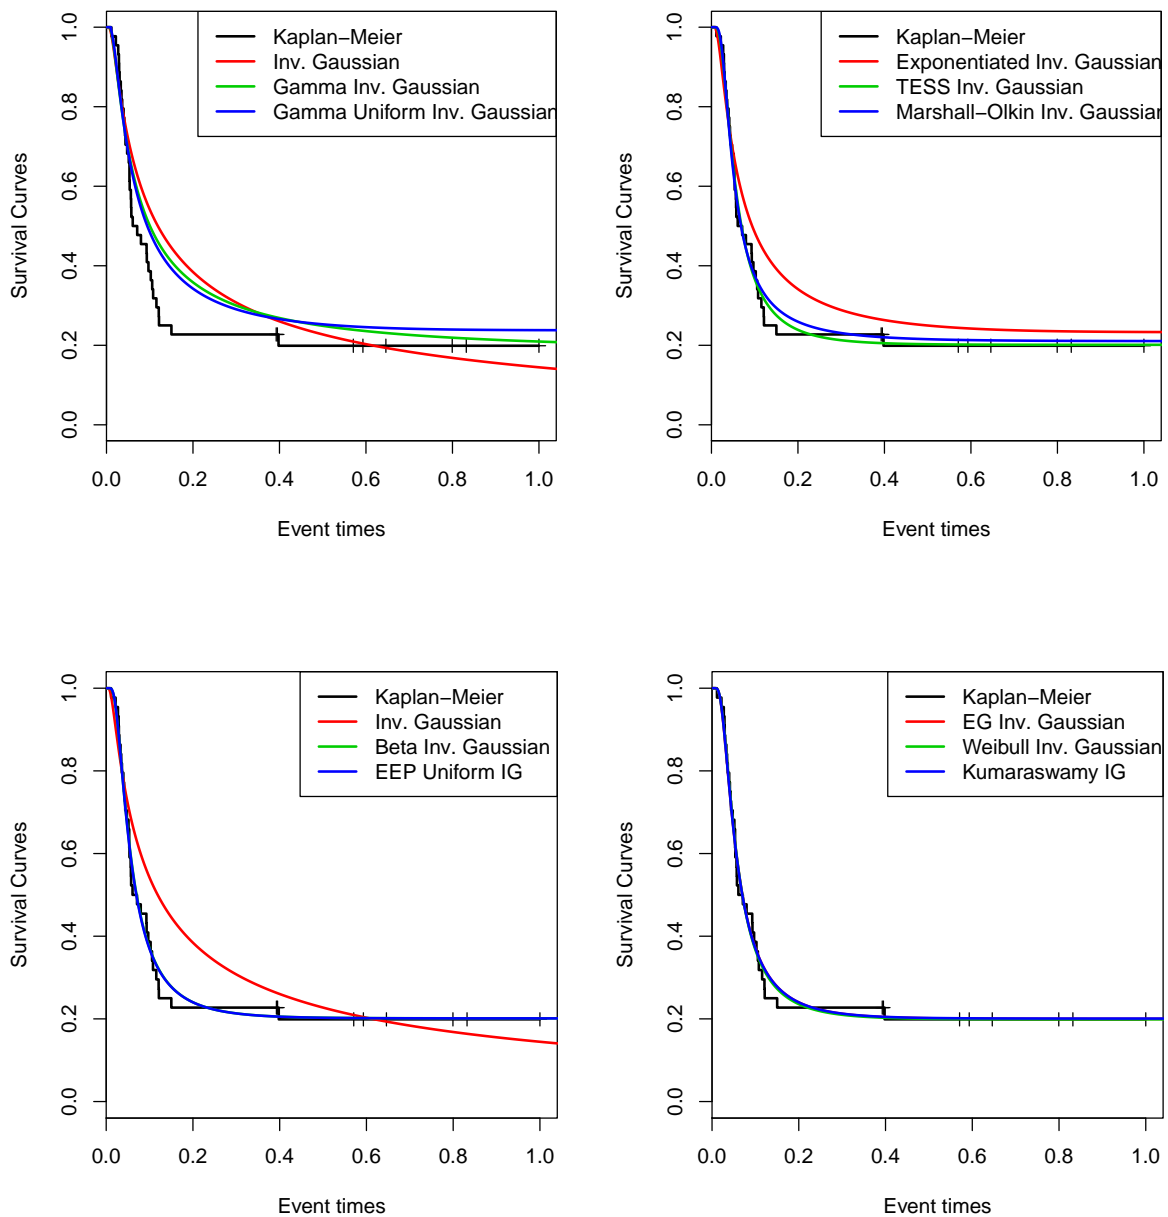 Kaplan−Meier
Inv. Gaussian
Gamma Inv. Gaussian
Gamma Uniform Inv. Gaussian
Survival Curves
1.0
0.8
0.6
0.4
0.2
0.0
0.0 0.2 0.4 0.6 0.8 1.0
Event times
Kaplan−Meier
Exponentiated Inv. Gaussian
TESS Inv. Gaussian
Marshall−Olkin Inv. Gaussian
Survival Curves
1.0
0.8
0.6
0.4
0.2
0.0
0.0 0.2 0.4 0.6 0.8 1.0
Event times
Kaplan−Meier
Inv. Gaussian
Beta Inv. Gaussian
EEP Uniform IG
Survival Curves
1.0
0.8
0.6
0.4
0.2
0.0
0.0 0.2 0.4 0.6 0.8 1.0
Event times
Kaplan−Meier
EG Inv. Gaussian
Weibull Inv. Gaussian
Kumaraswamy IG
Survival Curves
1.0
0.8
0.6
0.4
0.2
0.0
0.0 0.2 0.4 0.6 0.8 1.0
Event times